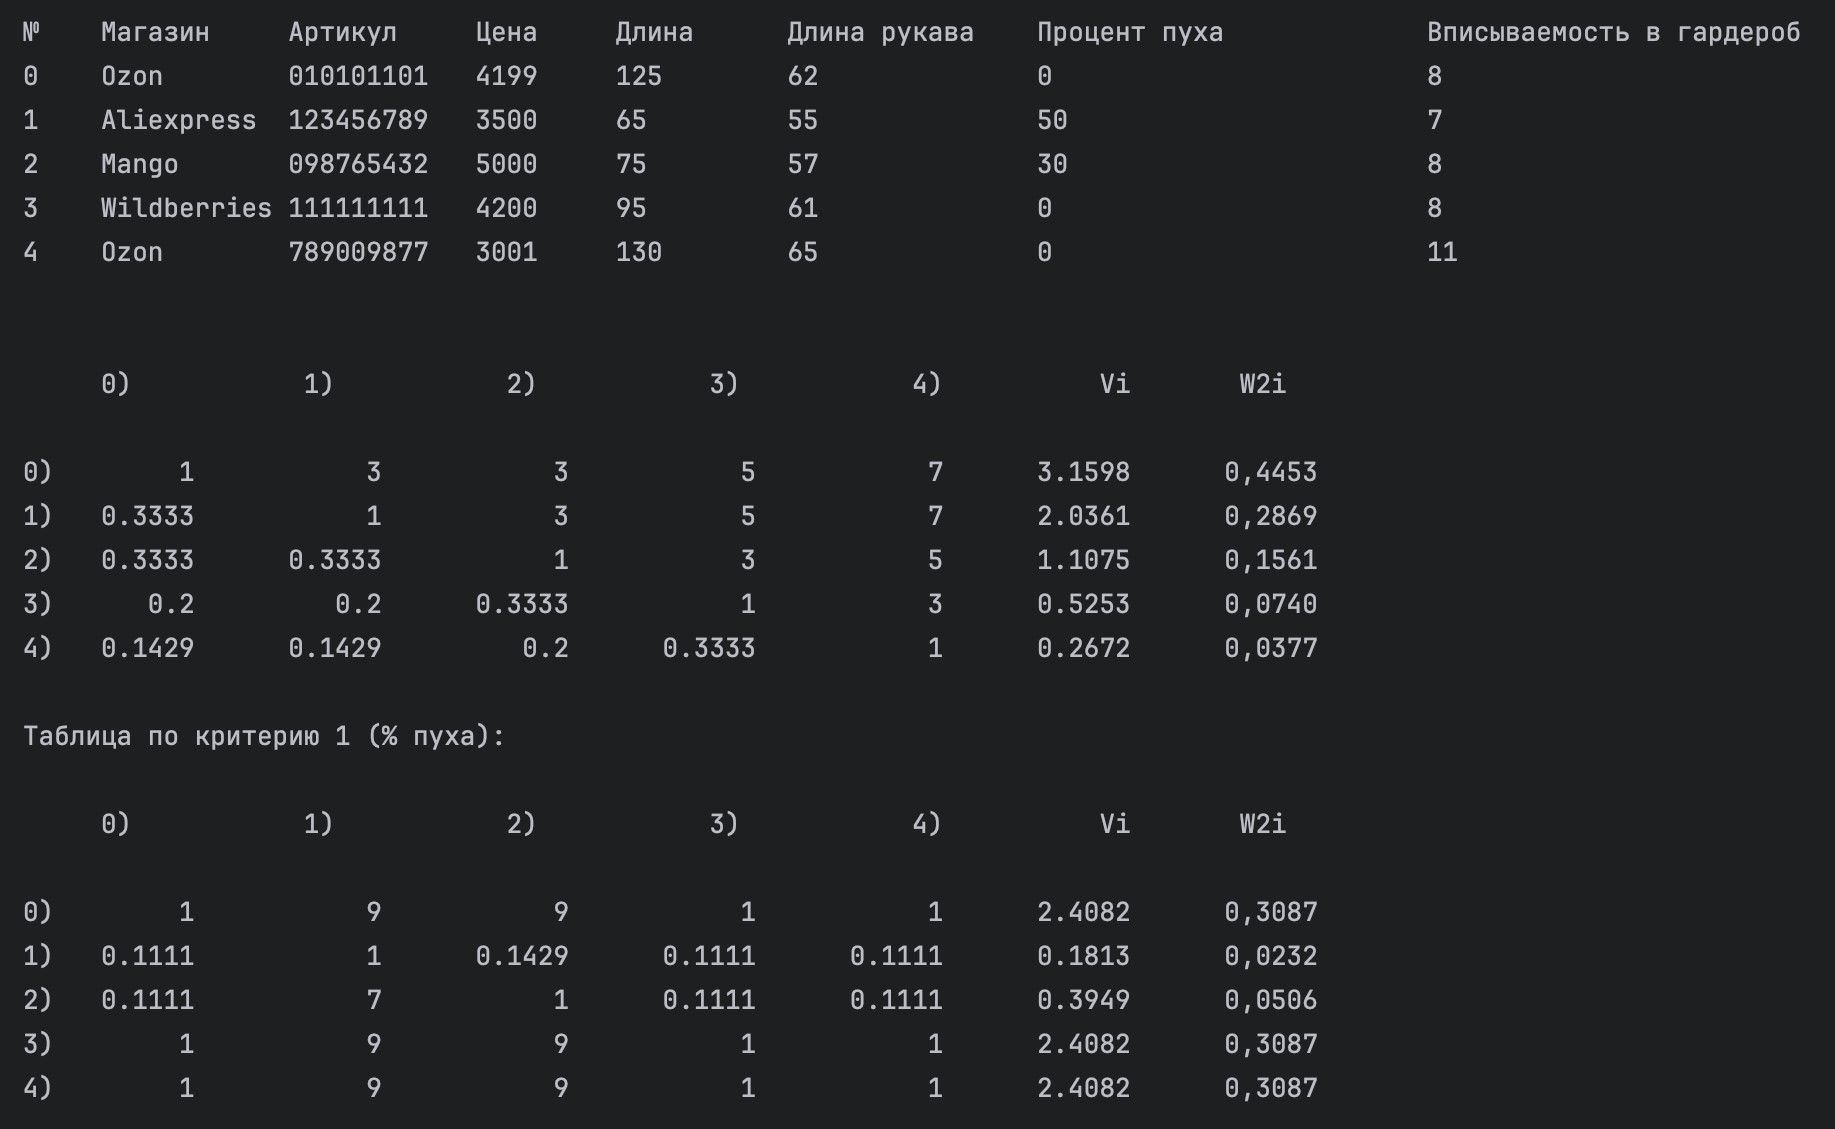 № Магазин Артикул Цена Длина Длина рукава Процент пуха Вписываемость в гардероб
0 Ozon 010101101 4199 125 62 0 8
1 Aliexpress 123456789 3500 65 55 50 7
2 Mango 098765432 5000 75 57 30 8
3 Wildberries 111111111 4200 95 61 0 8
4 Ozon 789009877 3001 130 65 0 11
0) 1) 2) 3) 4) Vi W2i
0) 1 3 3 5 7 3.1598 0,4453
1) 0.3333 1 3 5 7 2.0361 0,2869
2) 0.3333 0.3333 1 3 5 1.1075 0,1561
3) 0.2 0.2 0.3333 1 3 0.5253 0,0740
4) 0.1429 0.1429 0.2 0.3333 1 0.2672 0,0377
Таблица по критерию 1 (% пуха):
0) 1) 2) 3) 4) Vi W2i
0) 1 9 9 1 1 2.4082 0,3087
1) 0.1111 1 0.1429 0.1111 0.1111 0.1813 0,0232
2) 0.1111 7 1 0.1111 0.1111 0.3949 0,0506
3) 1 9 9 1 1 2.4082 0,3087
4) 1 9 9 1 1 2.4082 0,3087